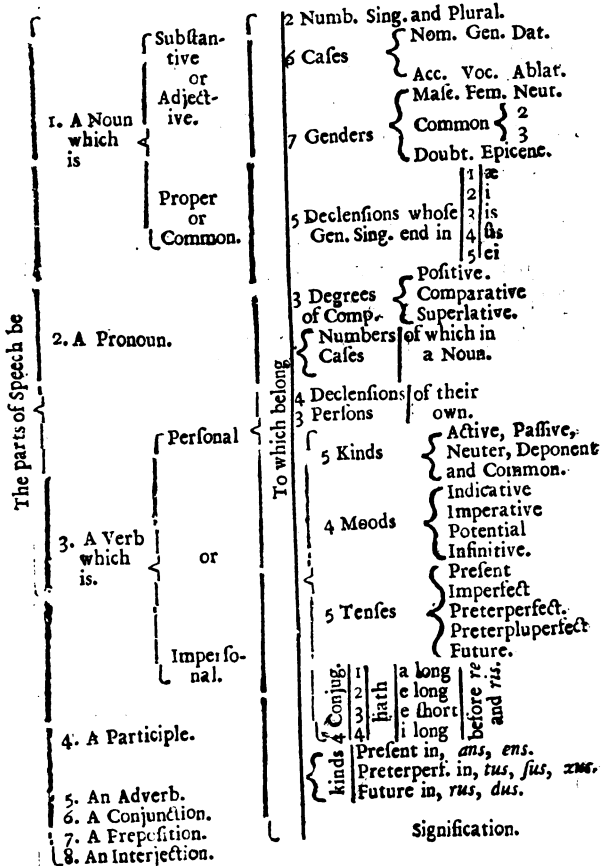 The parts of Speech be
1. A Noun
which
is
Subſtan-
tive
or
Adject-
ive.
Proper
or
Common.
2. A Pronoun.
3. A Verb
which
is.
Perſonal
or
Imperſo-
nal.
4. A Participle.
5. An Adverb.
6. A Conjunction.
7. A Prepoſition.
8. An Interjection.
To which belong
2 Numb. Sing. and Plural.
6 Caſes
Nom. Gen. Dat.
Acc. Voc. Ablat.
7 Genders
Maſc. Fem. Neut.
Common
2
3
Doubt. Epicene.
5 Declenſions whoſe
Gen. Sing. end in
1 æ
2 i
3 is
4 ûs
5 ei
3 Degrees
of Comp.
Poſitive.
Comparative
Superlative.
Numbers
Caſes
of which in
a Noun.
4 Declenſions
3 Perſons
of their
own.
5 Kinds
Active, Paſſive,
Neuter, Deponent
and Common.
4 Moods
Indicative
Imperative
Potential
Infinitive.
5 Tenſes
Preſent
Imperfect
Preterperfect.
Preterpluperfect
Future.
4 Conjug.
1
2
3
4
hath
a long
e long
e ſhort
i long
before re
and ris.
kinds
Preſent in, ans, ens.
Preterperf. in, tus, ſus, xus.
Future in, rus, dus.
Signification.